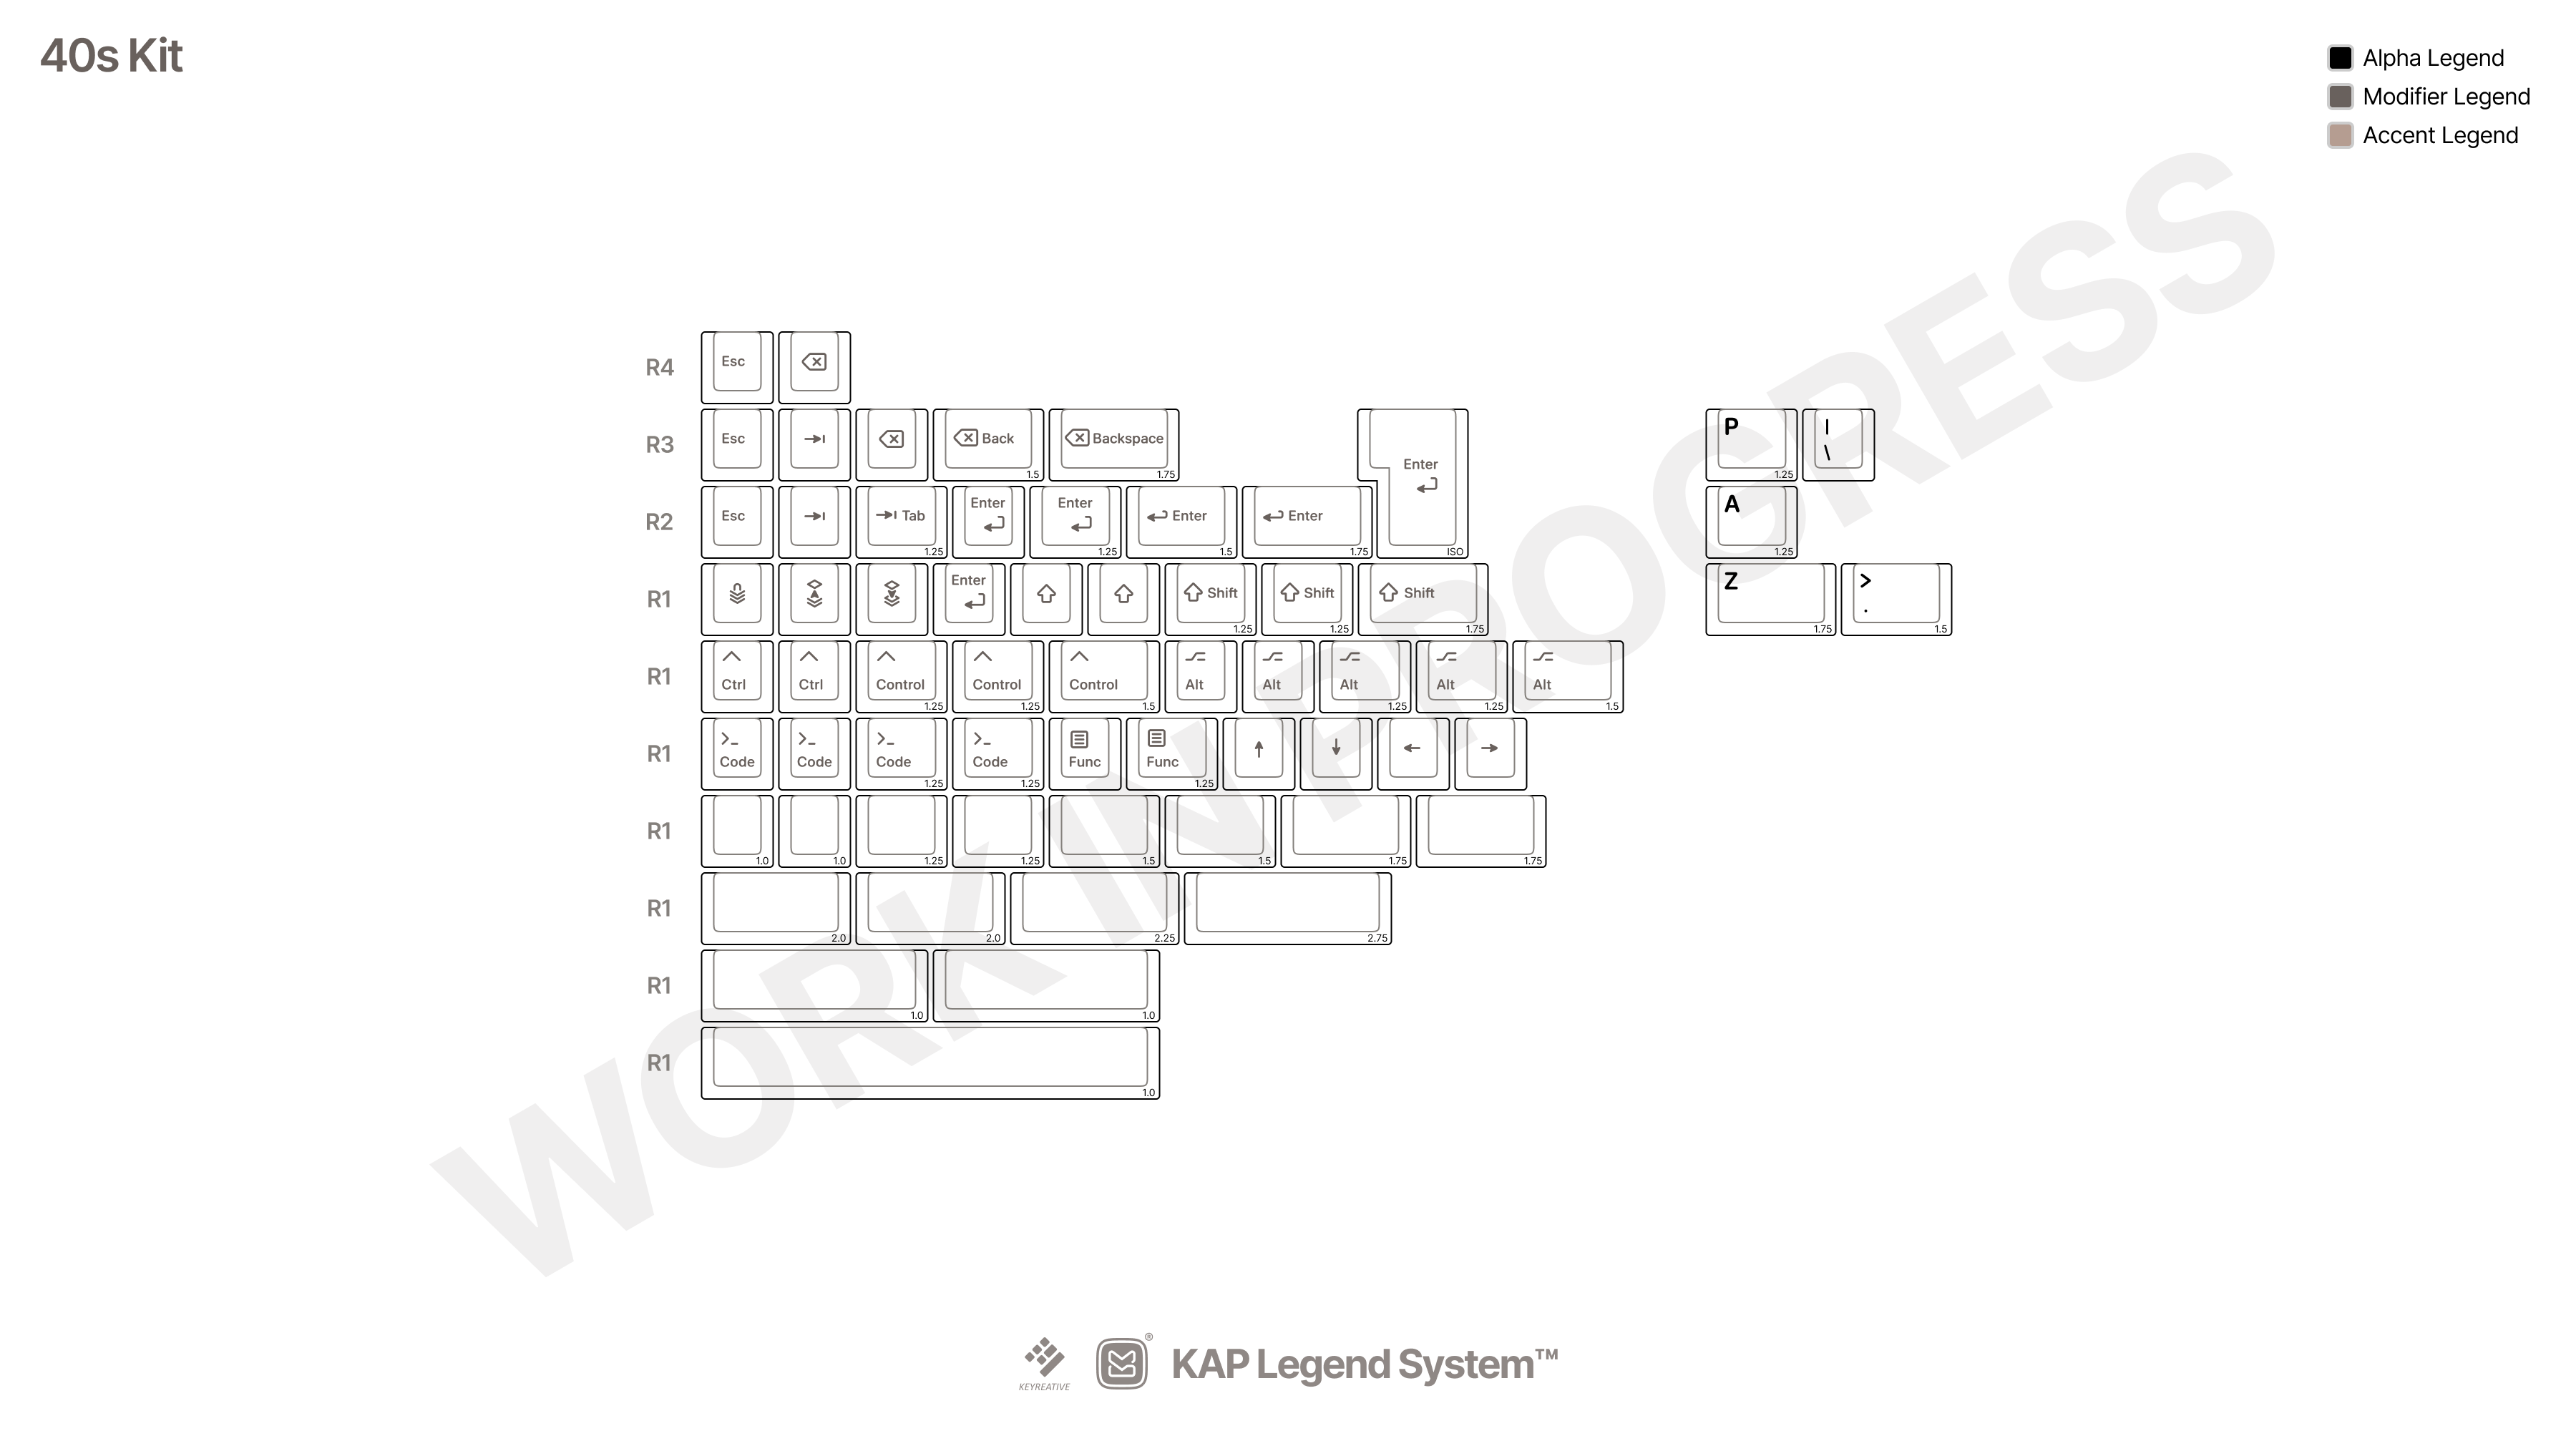 40s Kit
Alpha Legend
Modifier Legend
Accent Legend
WORK IN PROGRESS
R4 Esc
R3 Esc Back 1.5 Backspace 1.75 Enter ISO P 1.25 | \
R2 Esc Tab 1.25 Enter Enter 1.25 Enter 1.5 Enter 1.75 A 1.25
R1 Enter Shift 1.25 Shift 1.25 Shift 1.75 Z 1.75 > . 1.5
R1 Ctrl Ctrl Control 1.25 Control 1.25 Control 1.5 Alt Alt Alt 1.25 Alt 1.25 Alt 1.5
R1 >_ Code >_ Code >_ Code 1.25 >_ Code 1.25 Func Func 1.25 ↑ ↓ ← →
R1 1.0 1.0 1.25 1.25 1.5 1.5 1.75 1.75
R1 2.0 2.0 2.25 2.75
R1 1.0 1.0
R1 1.0
KEYREATIVE
® KAP Legend System™